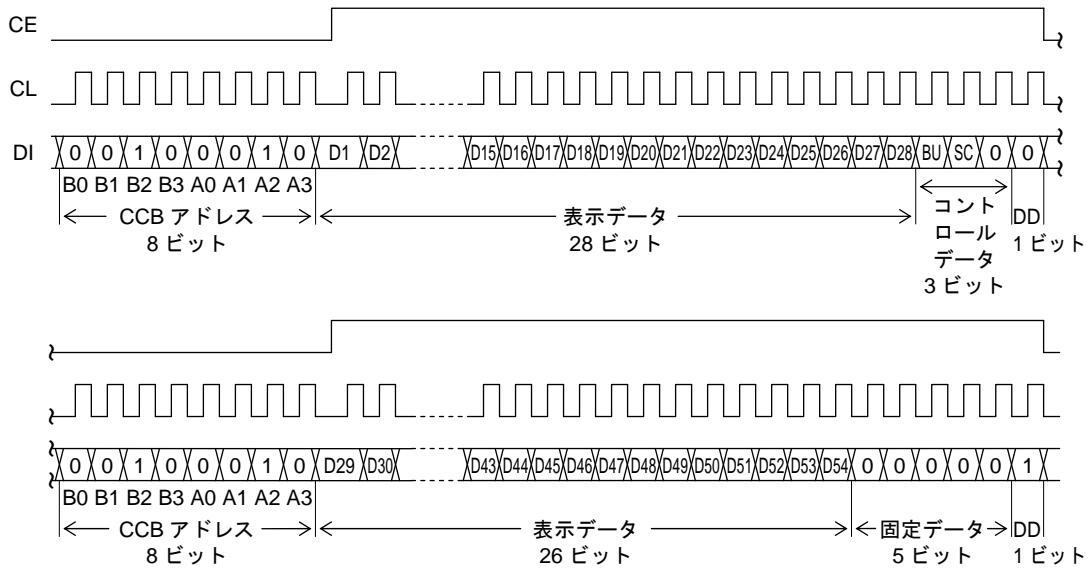 CE
CL
DI 0 0 1 0 0 0 1 0 D1 D2 D15 D16 D17 D18 D19 D20 D21 D22 D23 D24 D25 D26 D27 D28 BU SC 0 0
B0 B1 B2 B3 A0 A1 A2 A3
CCB アドレス
8 ビット
表示データ
28 ビット
コント
ロール
データ
3 ビット
DD
1 ビット
0 0 1 0 0 0 1 0 D29 D30 D43 D44 D45 D46 D47 D48 D49 D50 D51 D52 D53 D54 0 0 0 0 0 1
B0 B1 B2 B3 A0 A1 A2 A3
CCB アドレス
8 ビット
表示データ
26 ビット
固定データ
5 ビット
DD
1 ビット